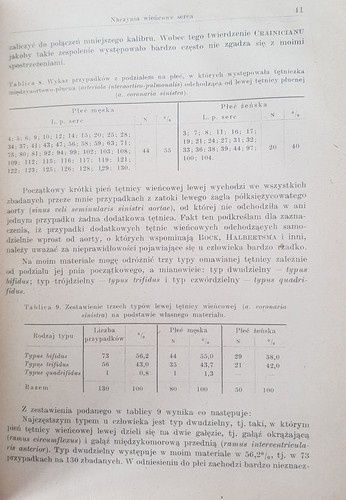 Naczynia wieńcowe serca 11
zaliczyć do połączeń mniejszego kalibru. Wobec tego twierdzenie CRAINICIANU
jakoby takie zespolenie występowało bardzo często nie zgadza się z moimi
spostrzeżeniami.
Tablica 8. Wykaz przypadków z podziałem na płeć, w których występowała tętniczka
międzywieńcowo-płucna (arteriola intercoronarica pulmonalis) odchodząca od lewej tętnicy
(a. coronaria sinistra).
Płeć męska Płeć żeńska
L. p. serc N % L. p. serc N %
4; 5; 6; 9; 10; 12; 14; 15; 20; 25; 28;
34; 37; 41; 43; 47; 56; 58; 59; 63; 71;
75; 80; 81; 92; 94; 99; 102; 103; 108;
109; 112; 115; 116; 117; 119; 121;
122; 123; 125; 126; 128; 129; 130.
44 55
3; 7; 8; 11; 16; 17;
19; 21; 24; 27; 31; 32;
33; 36; 38; 39; 44; 97;
100; 104.
20 40
Początkowy krótki pień tętnicy wieńcowej lewej wychodzi we wszystkich
zbadanych przeze mnie przypadkach z zatoki lewego żagla półksiężycowatego
aorty (sinus veli semilunaris sinistri aortae), od której nie odchodziła w ani
jednym przypadku żadna dodatkowa tętnica. Fakt ten podkreślam dla zazna-
czenia, iż przypadki dodatkowych tętnic wieńcowych odchodzących samo-
dzielnie wprost od aorty, o których wspominają BOCK, HALBERTSMA i inni,
należy uważać za nieprawidłowości pojawiające się u człowieka bardzo rzadko.
Na moim materiale mogę odróżnić trzy typy omawianej tętnicy zależnie
od podziału jej pnia początkowego, a mianowicie: typ dwudzielny — typus
bifidus; typ trójdzielny — typus trifidus i typ czwórdzielny — typus quadri-
fidus.
Tablica 9. Zestawienie trzech typów lewej tętnicy wieńcowej (a. coronaria
sinistra) na podstawie własnego materiału.
Rodzaj typu Liczba przypadków % Płeć męska Płeć żeńska
N % N %
Typus bifidus 73 56,2 44 55,0 29 58,0
Typus trifidus 56 43,0 35 43,7 21 42,0
Typus quadrifidus 1 0,8 1 1,3
Razem 130 100 80 100 50 100
Z zestawienia podanego w tablicy 9 wynika co następuje:
Najczęstszym typem u człowieka jest typ dwudzielny, tj. taki, w którym
pień tętnicy wieńcowej lewej dzieli się na dwie gałęzie, tj. gałąź okrążającą
(ramus circumflexus) i gałąź międzykomorową przednią (ramus interventricula-
ris anterior). Typ dwudzielny występuje w moim materiale w 56,2%, tj. w 73
przypadkach na 130 zbadanych. W odniesieniu do płci zachodzi bardzo nieznacz-